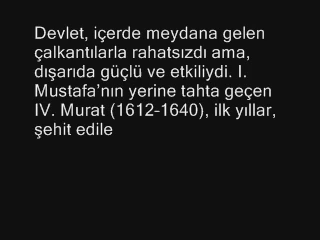 Devlet, içerde meydana gelen
çalkantılarla rahatsızdı ama,
dışarıda güçlü ve etkiliydi. I.
Mustafa'nın yerine tahta geçen
IV. Murat (1612-1640), ilk yıllar,
şehit edile